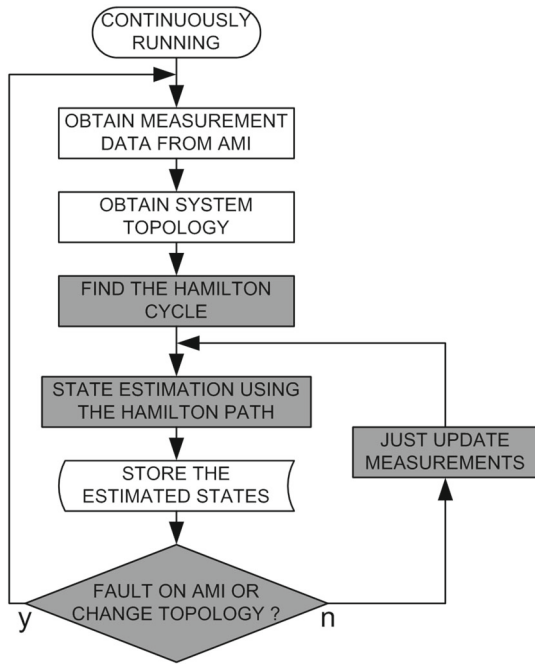 CONTINUOUSLY
RUNNING
OBTAIN MEASUREMENT
DATA FROM AMI
OBTAIN SYSTEM
TOPOLOGY
FIND THE HAMILTON
CYCLE
STATE ESTIMATION USING
THE HAMILTON PATH
JUST UPDATE
MEASUREMENTS
STORE THE
ESTIMATED STATES
FAULT ON AMI OR
CHANGE TOPOLOGY ?
y
n